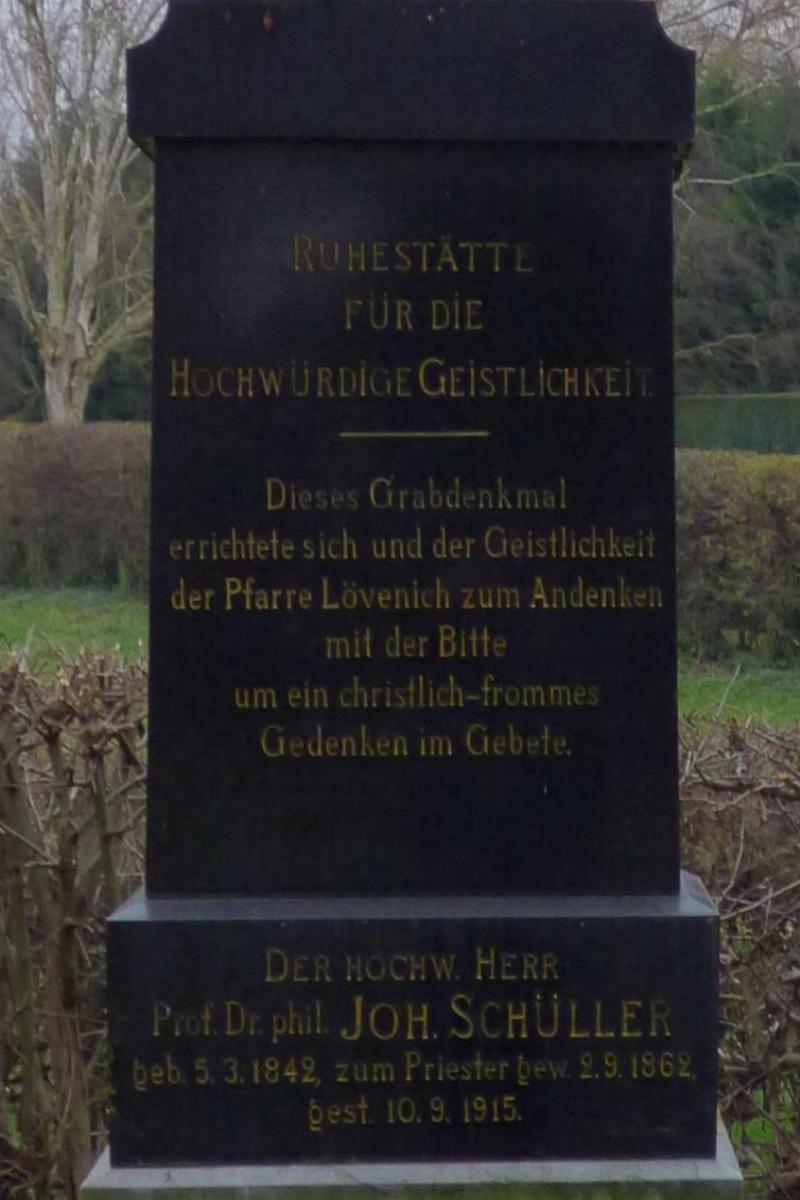 RUHESTÄTTE
FÜR DIE
HOCHWÜRDIGE GEISTLICHKEIT.
Dieses Grabdenkmal
errichtete sich und der Geistlichkeit
der Pfarre Lövenich zum Andenken
mit der Bitte
um ein christlich-frommes
Gedenken im Gebete.
DER HOCHW. HERR
Prof. Dr. phil. JOH. SCHÜLLER
geb. 5. 3. 1842, zum Priester gew. 2. 9. 1862,
gest. 10. 9. 1915.